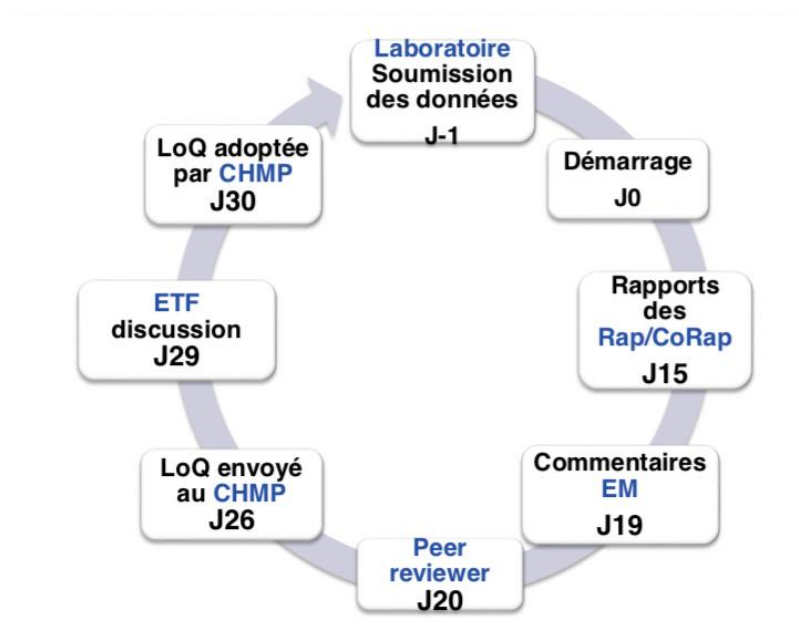 Laboratoire
Soumission
des données
J-1
Démarrage
J0
Rapports
des
Rap/CoRap
J15
Commentaires
EM
J19
Peer
reviewer
J20
LoQ envoyé
au CHMP
J26
ETF
discussion
J29
LoQ adoptée
par CHMP
J30